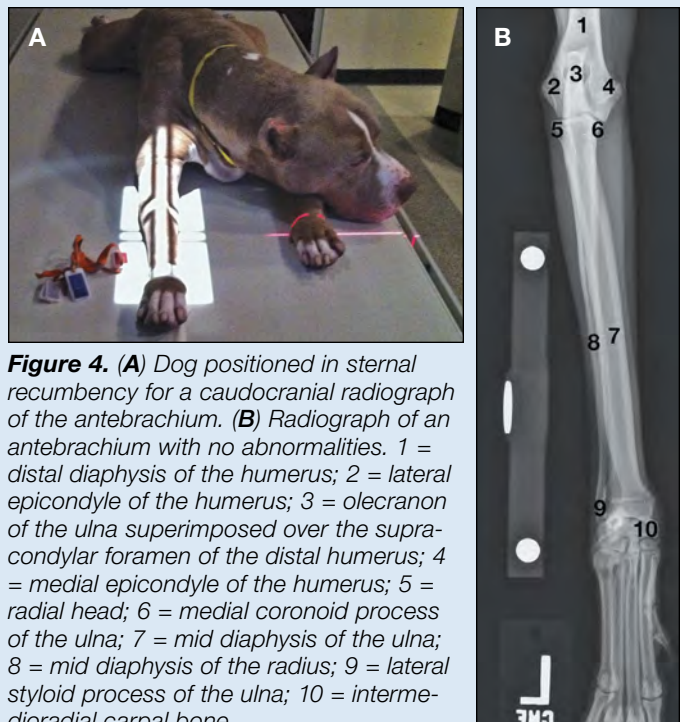 A
B
1
2
3
4
5
6
8
7
9
10
L
Figure 4. (A) Dog positioned in sternal
recumbency for a caudocranial radiograph
of the antebrachium. (B) Radiograph of an
antebrachium with no abnormalities. 1 =
distal diaphysis of the humerus; 2 = lateral
epicondyle of the humerus; 3 = olecranon
of the ulna superimposed over the supra-
condylar foramen of the distal humerus; 4
= medial epicondyle of the humerus; 5 =
radial head; 6 = medial coronoid process
of the ulna; 7 = mid diaphysis of the ulna;
8 = mid diaphysis of the radius; 9 = lateral
styloid process of the ulna; 10 = interme-
dioradial carpal bone.